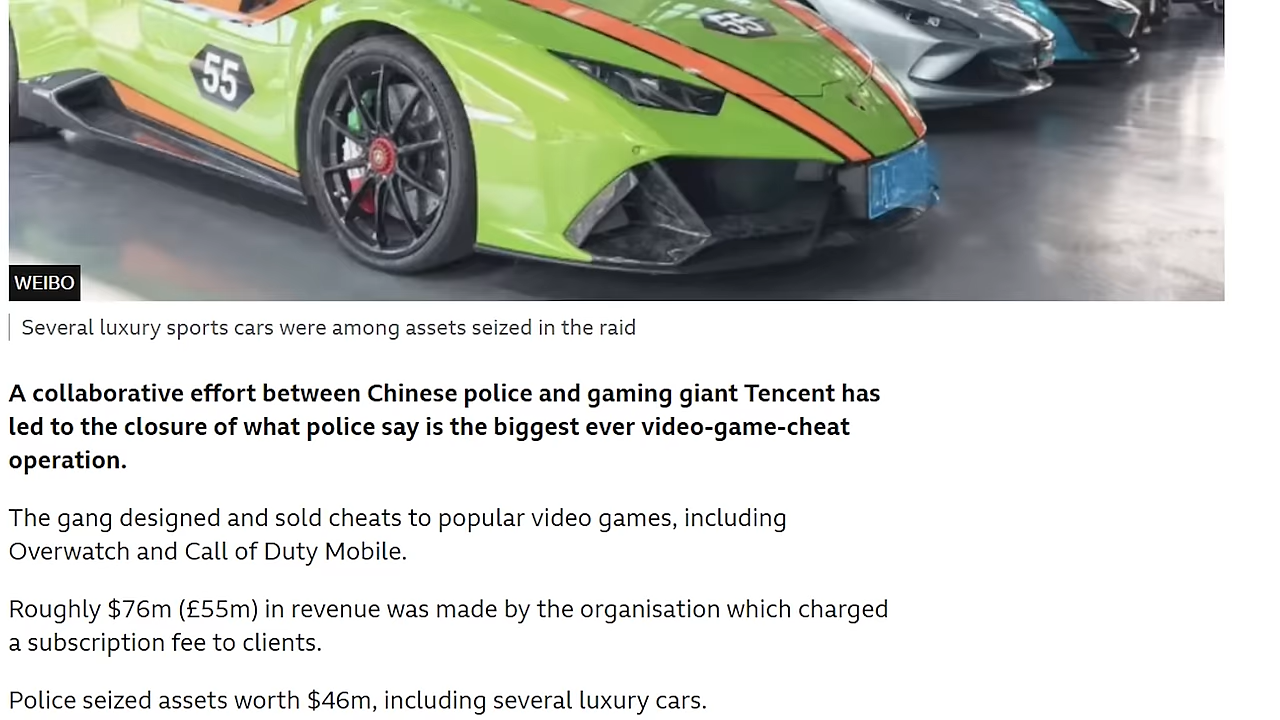 55
55
WEIBO
Several luxury sports cars were among assets seized in the raid
A collaborative effort between Chinese police and gaming giant Tencent has
led to the closure of what police say is the biggest ever video-game-cheat
operation.
The gang designed and sold cheats to popular video games, including
Overwatch and Call of Duty Mobile.
Roughly $76m (£55m) in revenue was made by the organisation which charged
a subscription fee to clients.
Police seized assets worth $46m, including several luxury cars.